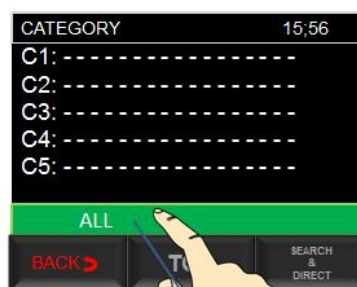 CATEGORY 15;56
C1: - - - - - - - - - - - - - - - - -
C2: - - - - - - - - - - - - - - - - -
C3: - - - - - - - - - - - - - - - - -
C4: - - - - - - - - - - - - - - - - -
C5: - - - - - - - - - - - - - - - - -
ALL
BACK
SEARCH
&
DIRECT